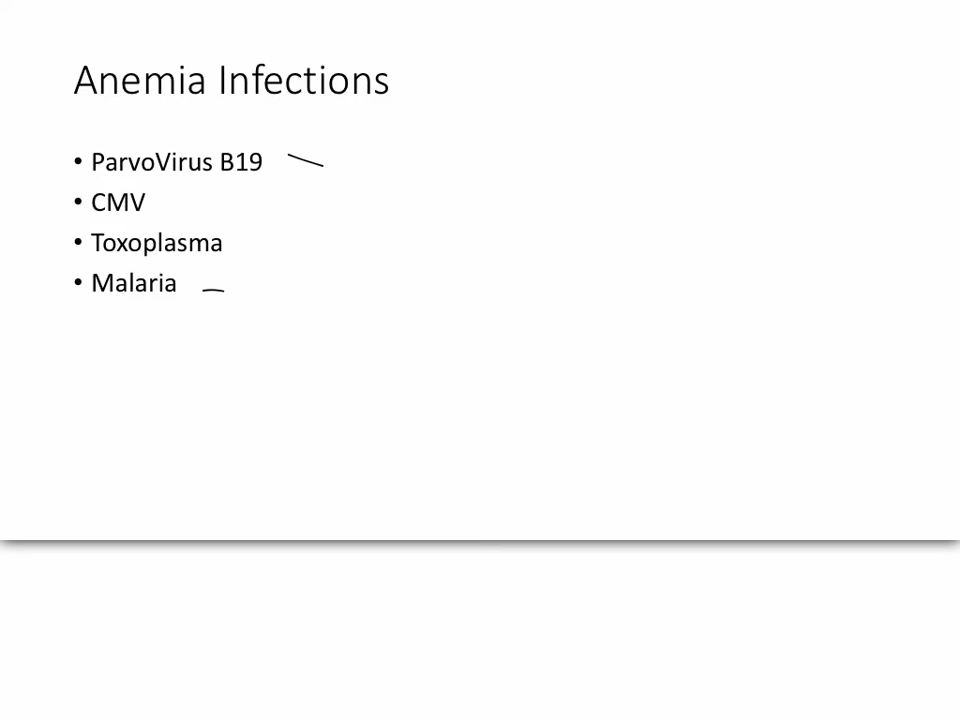 Anemia Infections
• ParvoVirus B19
• CMV
• Toxoplasma
• Malaria